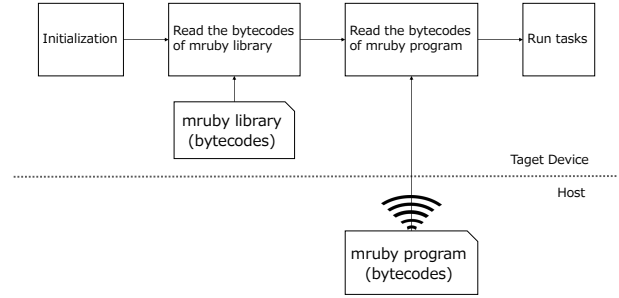 Initialization
Read the bytecodes
of mruby library
Read the bytecodes
of mruby program
Run tasks
mruby library
(bytecodes)
Taget Device
Host
mruby program
(bytecodes)